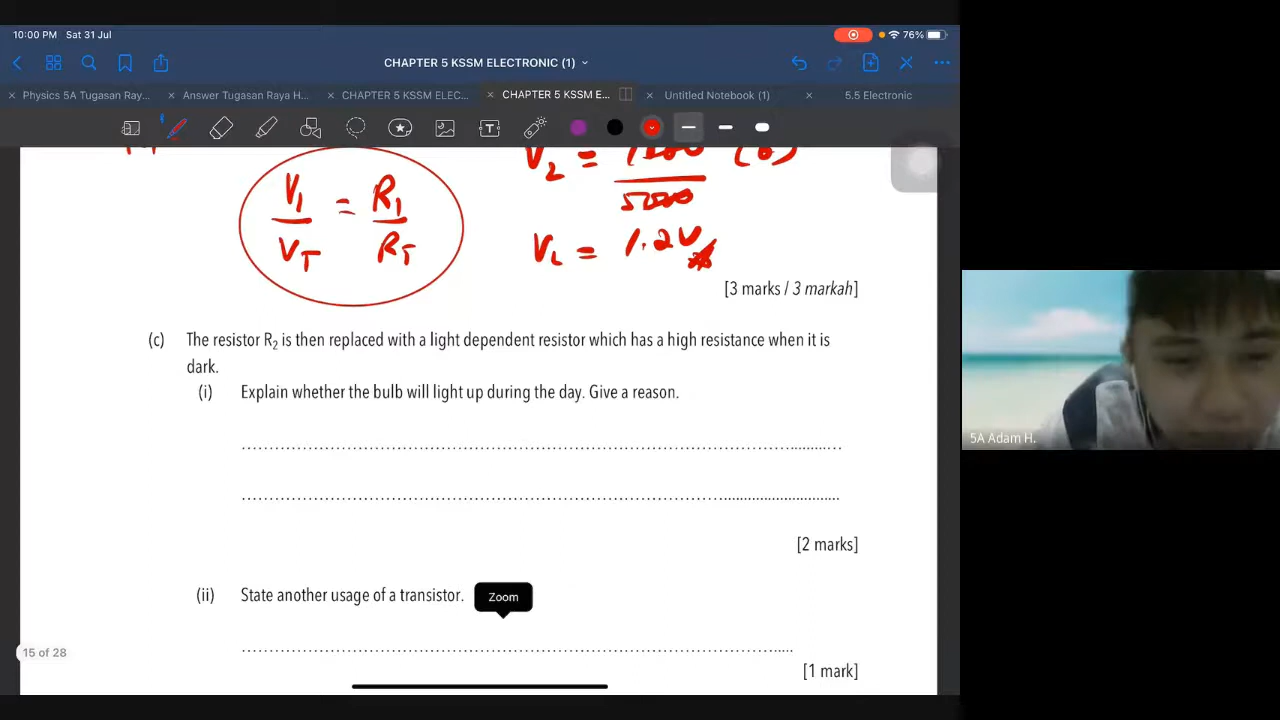 10:00 PM Sat 31 Jul
76%
CHAPTER 5 KSSM ELECTRONIC (1)
Physics 5A Tugasan Ray...
Answer Tugasan Raya H...
CHAPTER 5 KSSM ELEC...
CHAPTER 5 KSSM E...
Untitled Notebook (1)
5.5 Electronic
V1/VT = R1/RT
V2 =
V2 = 1.2V
[3 marks / 3 markah]
(c) The resistor R2 is then replaced with a light dependent resistor which has a high resistance when it is
dark.
(i) Explain whether the bulb will light up during the day. Give a reason.
[2 marks]
(ii) State another usage of a transistor.
Zoom
15 of 28
[1 mark]
5A Adam H.